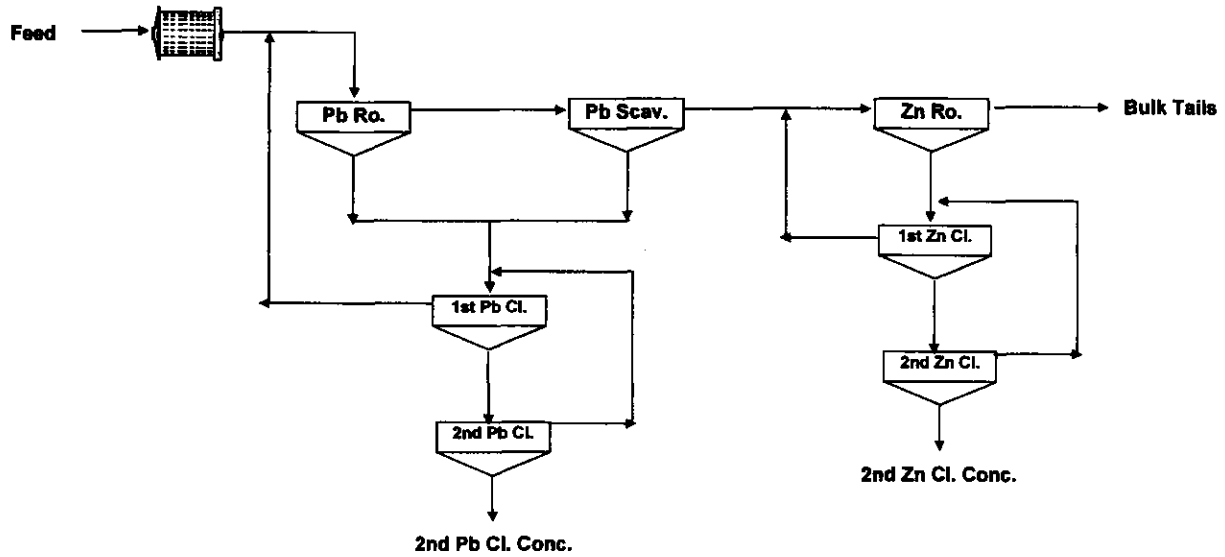 Feed
Pb Ro.
Pb Scav.
Zn Ro.
Bulk Tails
1st Zn Cl.
1st Pb Cl.
2nd Zn Cl.
2nd Pb Cl.
2nd Zn Cl. Conc.
2nd Pb Cl. Conc.